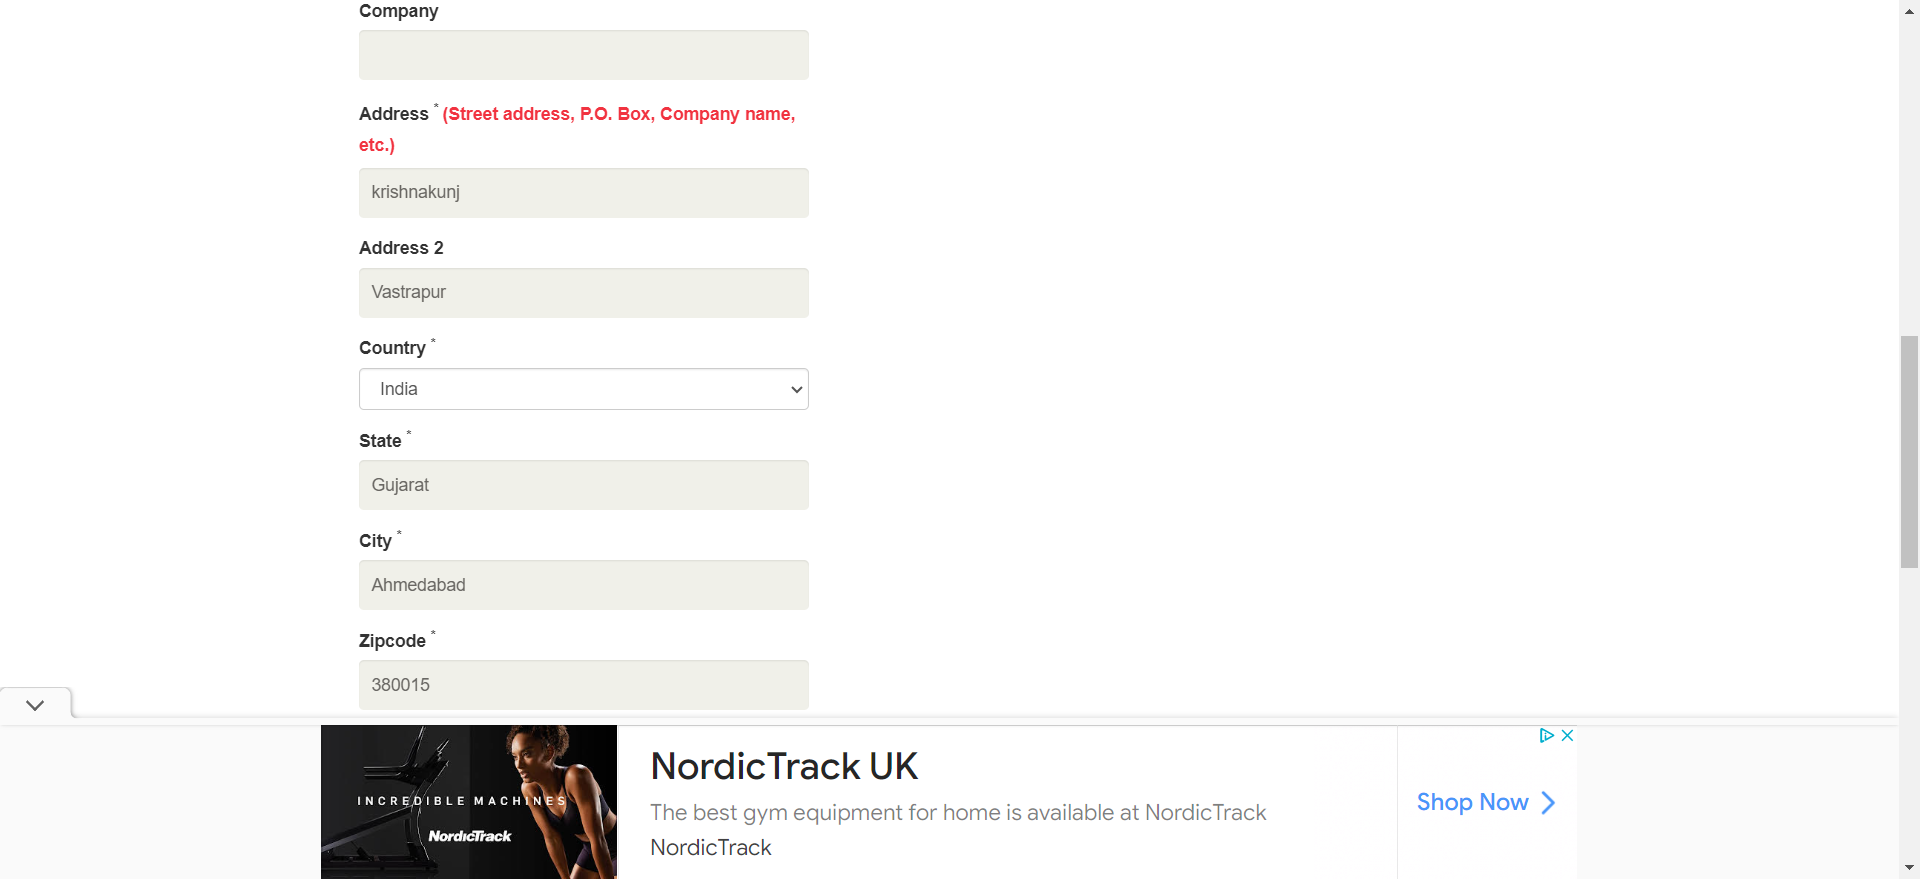 Company
Address * (Street address, P.O. Box, Company name,
etc.)
krishnakunj
Address 2
Vastrapur
Country *
India
State *
Gujarat
City *
Ahmedabad
Zipcode *
380015
INCREDIBLE MACHINES
NordicTrack
NordicTrack UK
The best gym equipment for home is available at NordicTrack
NordicTrack
Shop Now